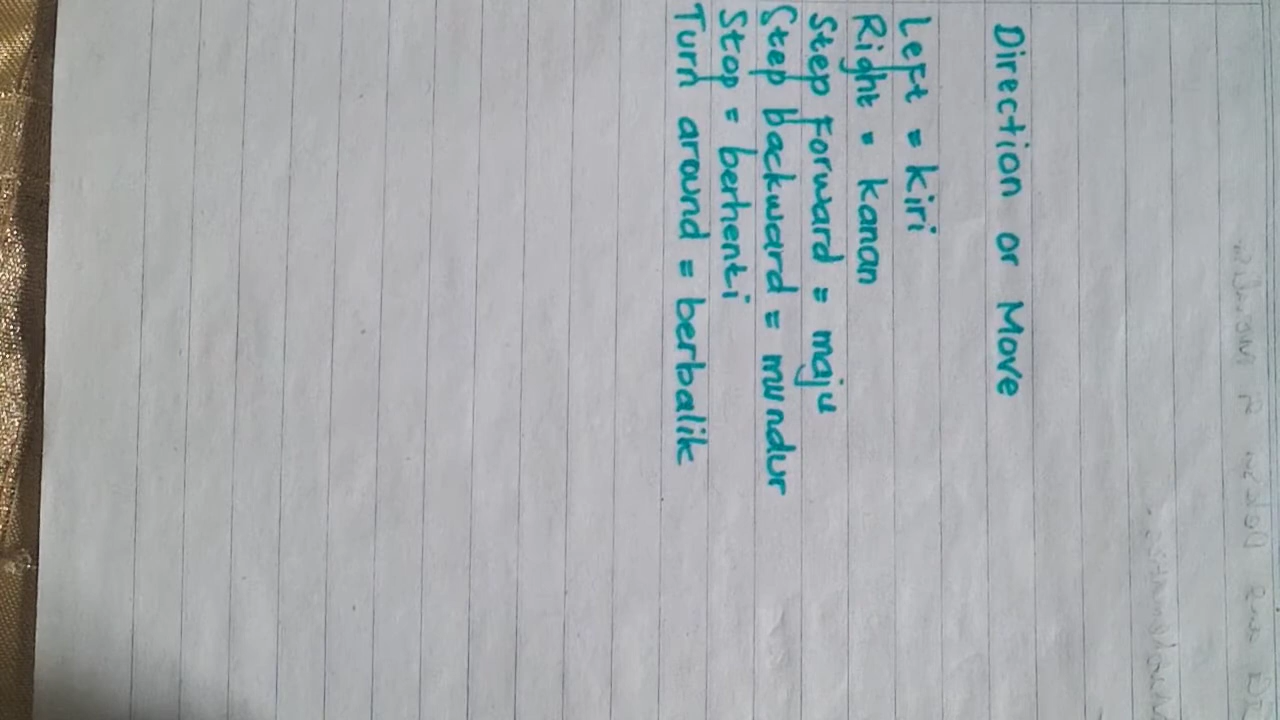 Direction or Move
Left = kiri
Right = kanan
Step Forward = maju
Step backward = mundur
Stop = berhenti
Turn around = berbalik